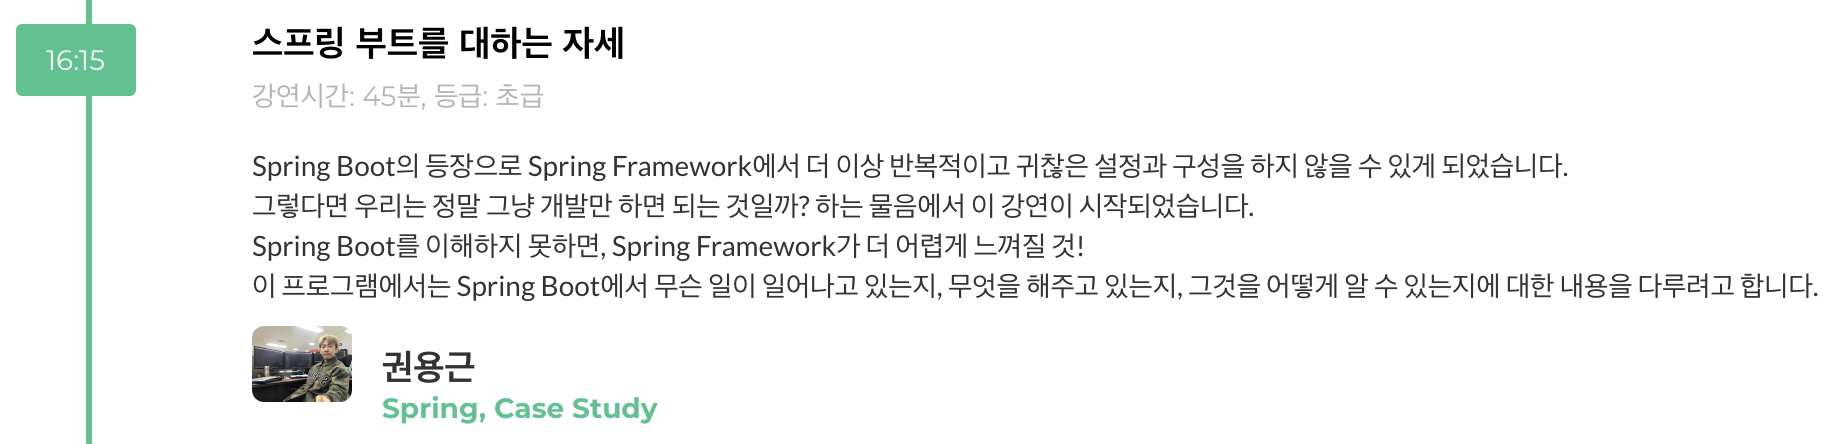 16:15
스프링 부트를 대하는 자세
강연시간: 45분, 등급: 초급
Spring Boot의 등장으로 Spring Framework에서 더 이상 반복적이고 귀찮은 설정과 구성을 하지 않을 수 있게 되었습니다.
그렇다면 우리는 정말 그냥 개발만 하면 되는 것일까? 하는 물음에서 이 강연이 시작되었습니다.
Spring Boot를 이해하지 못하면, Spring Framework가 더 어렵게 느껴질 것!
이 프로그램에서는 Spring Boot에서 무슨 일이 일어나고 있는지, 무엇을 해주고 있는지, 그것을 어떻게 알 수 있는지에 대한 내용을 다루려고 합니다.
권용근
Spring, Case Study